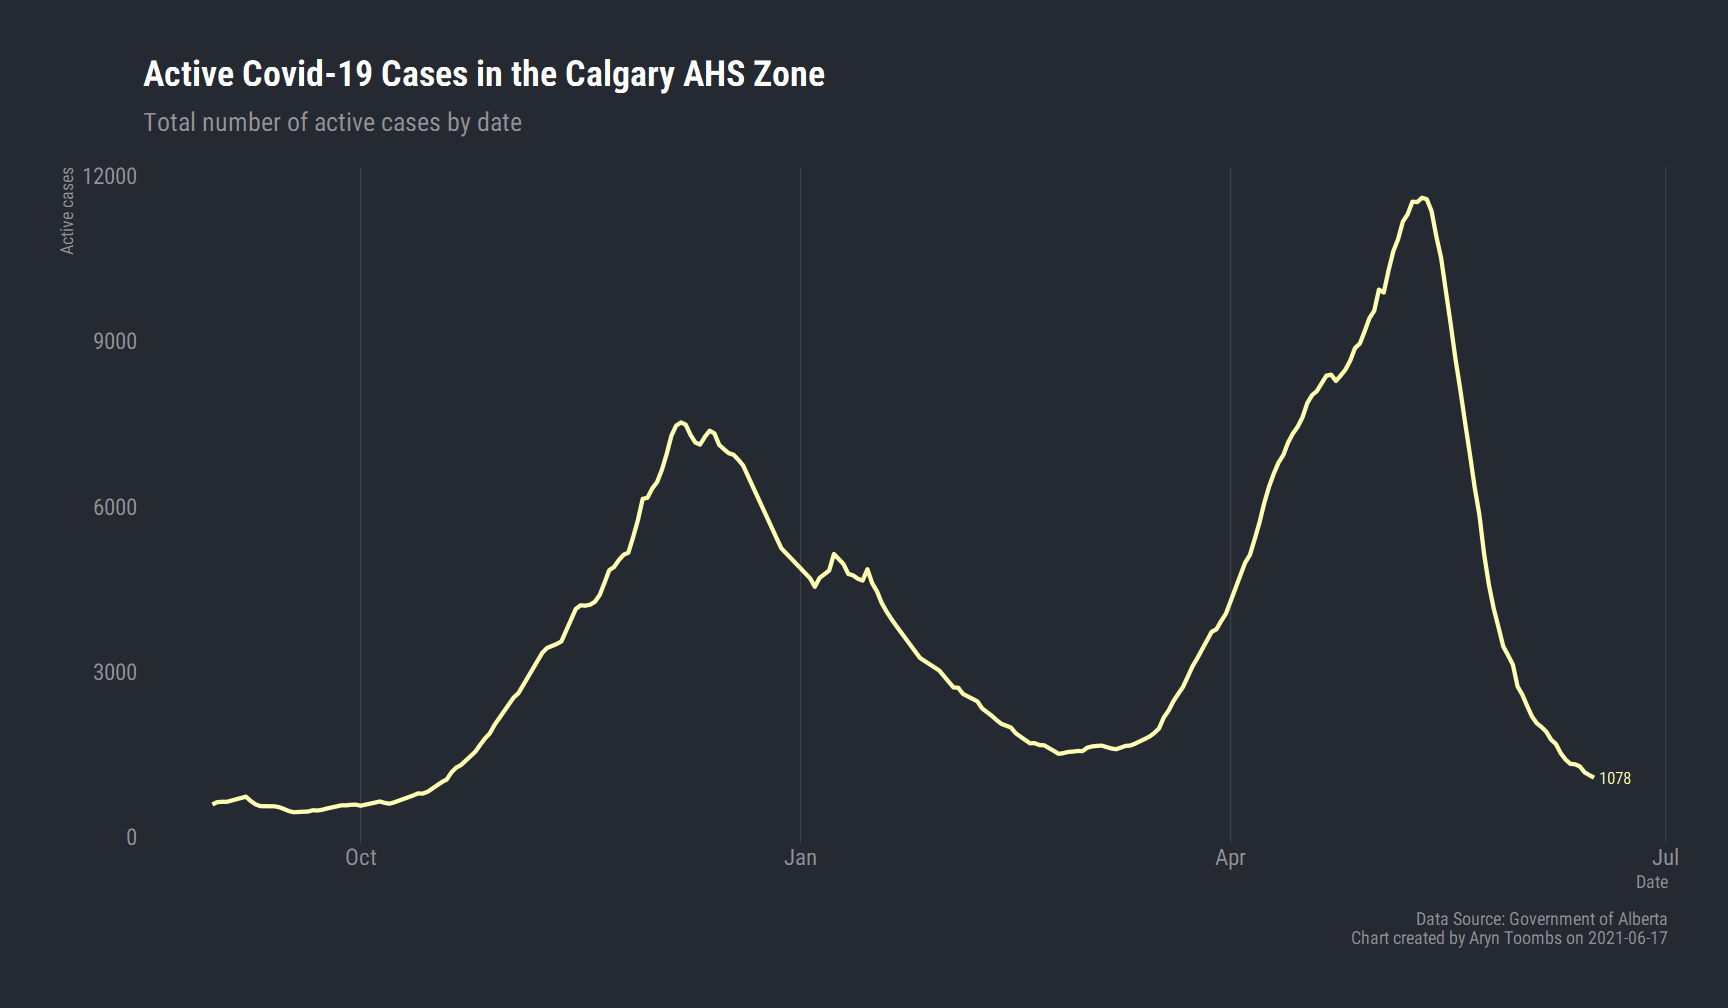 Active Covid-19 Cases in the Calgary AHS Zone
Total number of active cases by date
Active cases
12000
9000
6000
3000
0
1078
Oct
Jan
Apr
Jul
Date
Data Source: Government of Alberta
Chart created by Aryn Toombs on 2021-06-17